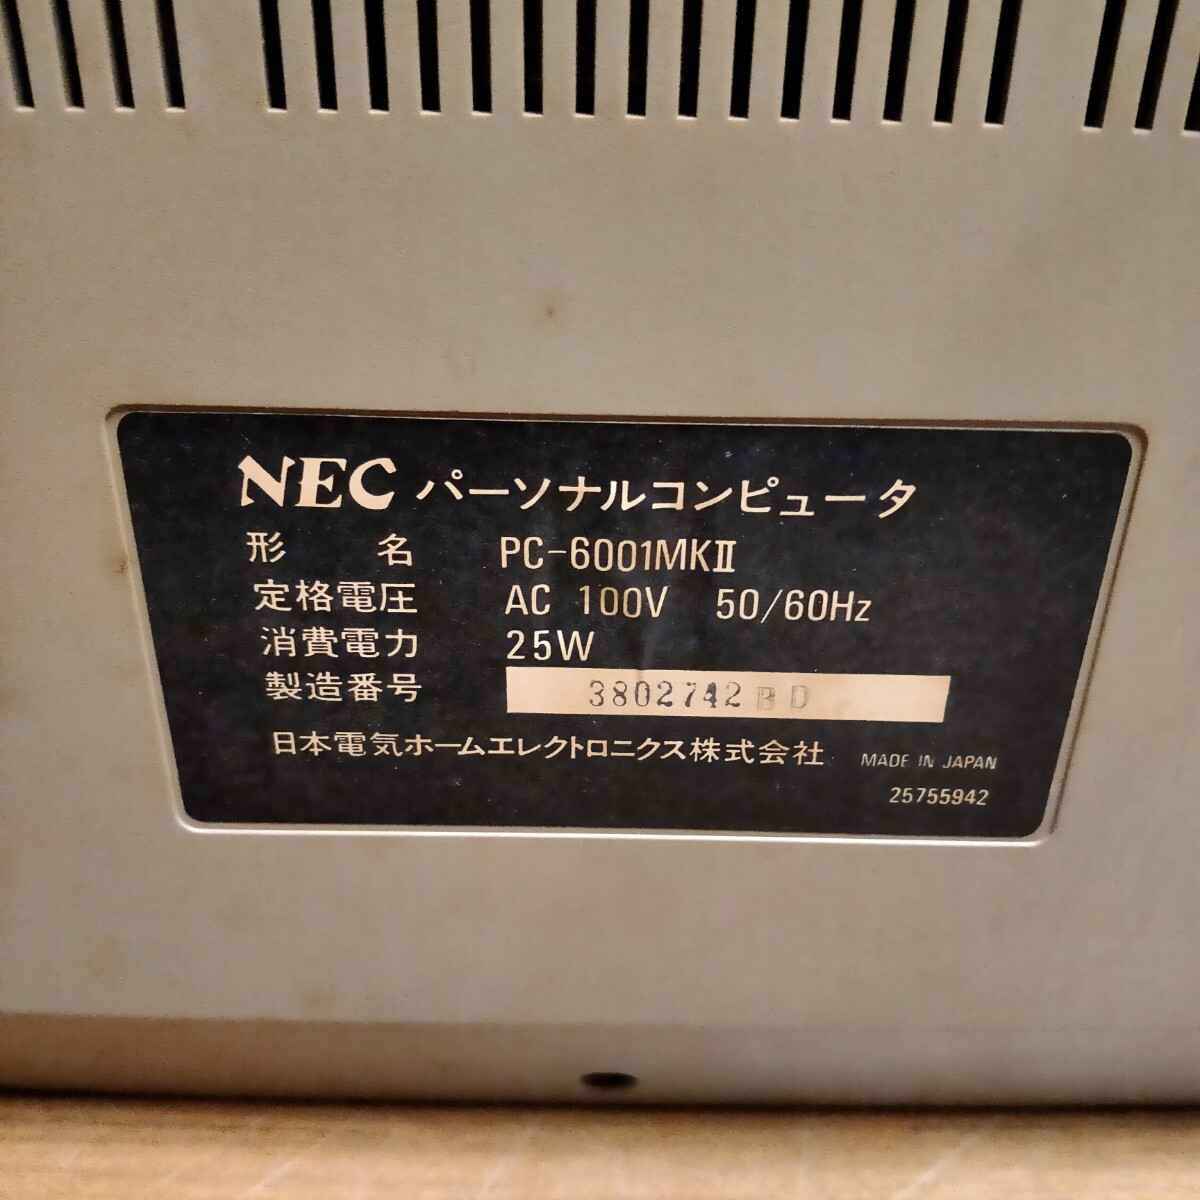 NEC パーソナルコンピュータ
形名 PC-6001MKⅡ
定格電圧 AC 100V 50/60Hz
消費電力 25W
製造番号 3802742BD
日本電気ホームエレクトロニクス株式会社 MADE IN JAPAN
25755942